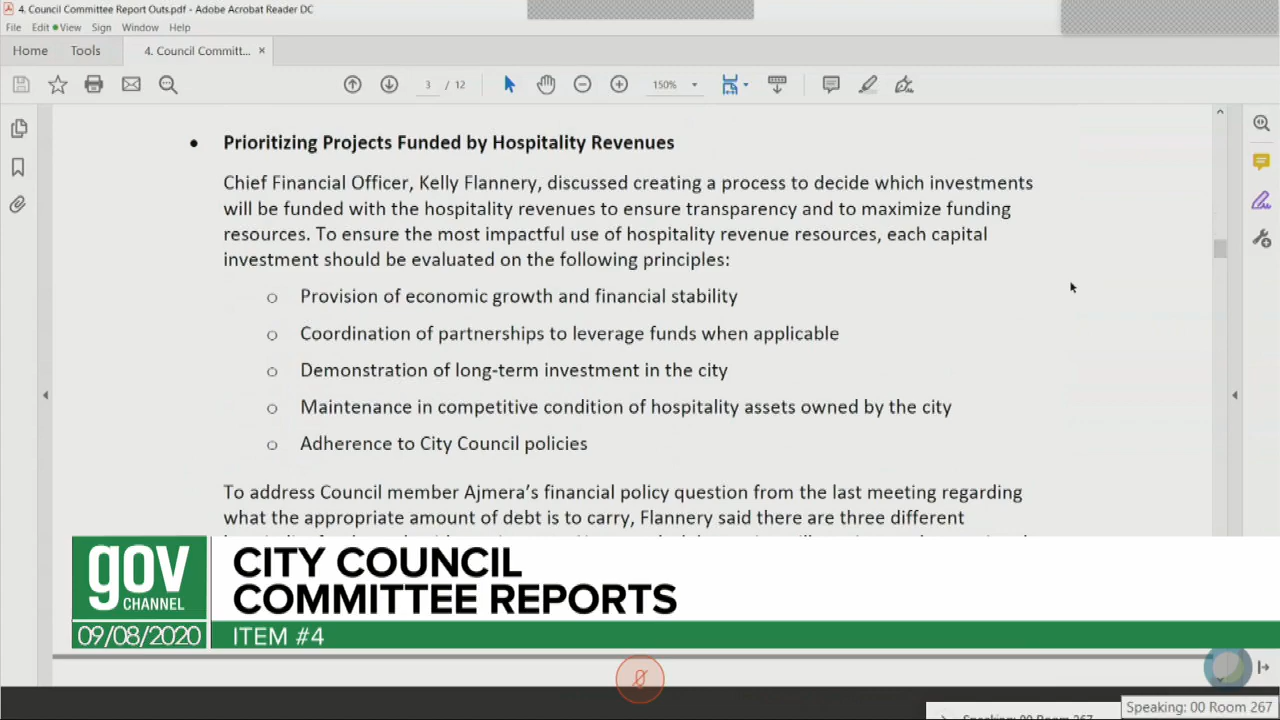 4. Council Committee Report Outs.pdf - Adobe Acrobat Reader DC
File Edit View Sign Window Help
Home Tools 4. Council Committ... ×
3 / 12 150%
• Prioritizing Projects Funded by Hospitality Revenues
Chief Financial Officer, Kelly Flannery, discussed creating a process to decide which investments
will be funded with the hospitality revenues to ensure transparency and to maximize funding
resources. To ensure the most impactful use of hospitality revenue resources, each capital
investment should be evaluated on the following principles:
o Provision of economic growth and financial stability
o Coordination of partnerships to leverage funds when applicable
o Demonstration of long-term investment in the city
o Maintenance in competitive condition of hospitality assets owned by the city
o Adherence to City Council policies
To address Council member Ajmera's financial policy question from the last meeting regarding
what the appropriate amount of debt is to carry, Flannery said there are three different
gov
CHANNEL
09/08/2020
CITY COUNCIL
COMMITTEE REPORTS
ITEM #4
Speaking: 00 Room 267
Speaking: 00 Room 267